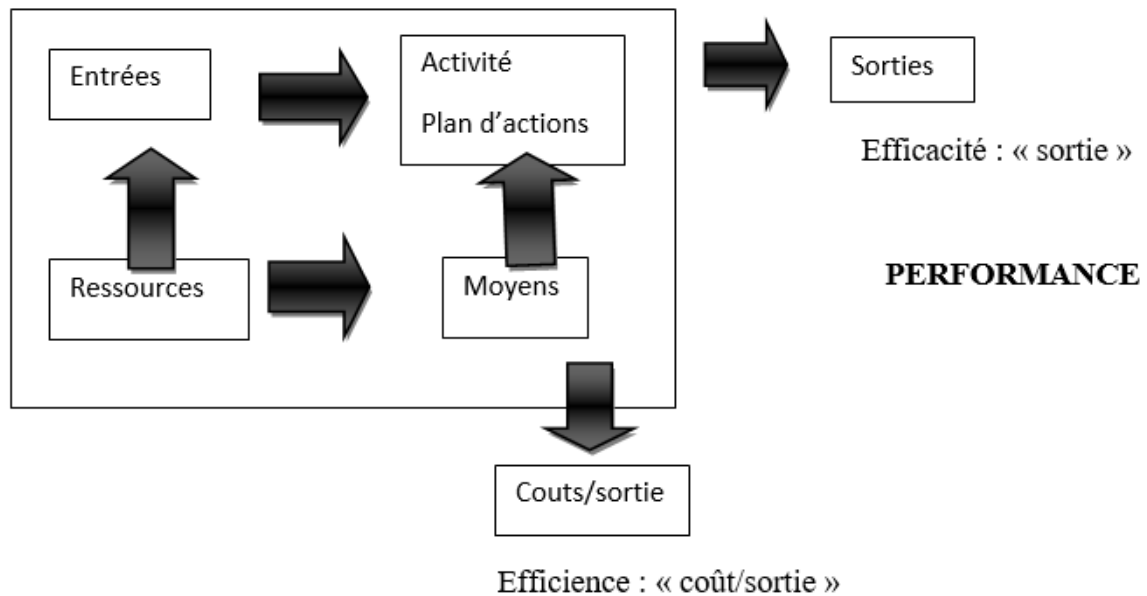 Entrées
Activité
Plan d’actions
Sorties
Efficacité : « sortie »
Ressources
Moyens
PERFORMANCE
Couts/sortie
Efficience : « coût/sortie »